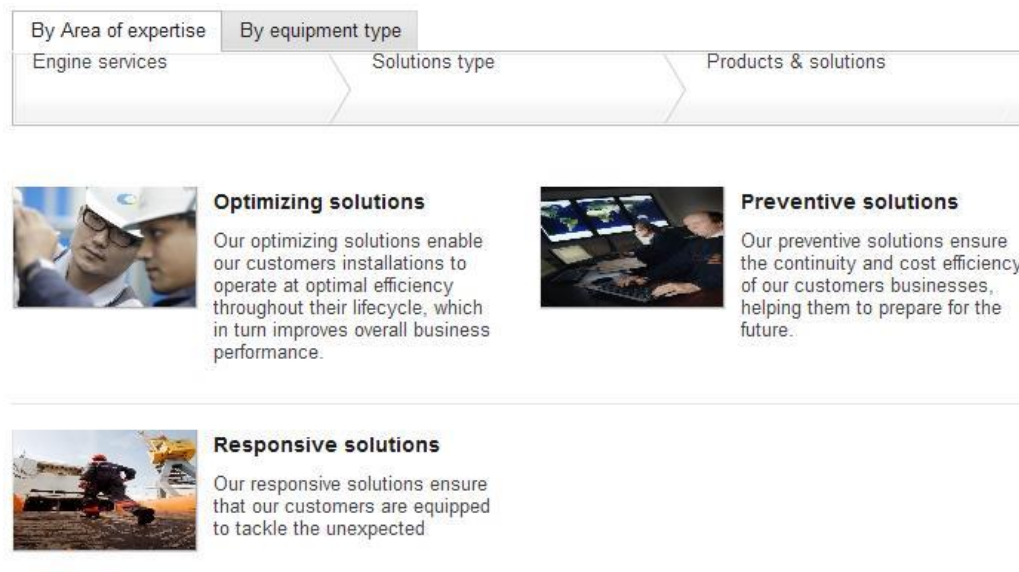 By Area of expertise
By equipment type
Engine services
Solutions type
Products & solutions
Optimizing solutions
Our optimizing solutions enable
our customers installations to
operate at optimal efficiency
throughout their lifecycle, which
in turn improves overall business
performance.
Preventive solutions
Our preventive solutions ensure
the continuity and cost efficiency
of our customers businesses,
helping them to prepare for the
future.
Responsive solutions
Our responsive solutions ensure
that our customers are equipped
to tackle the unexpected